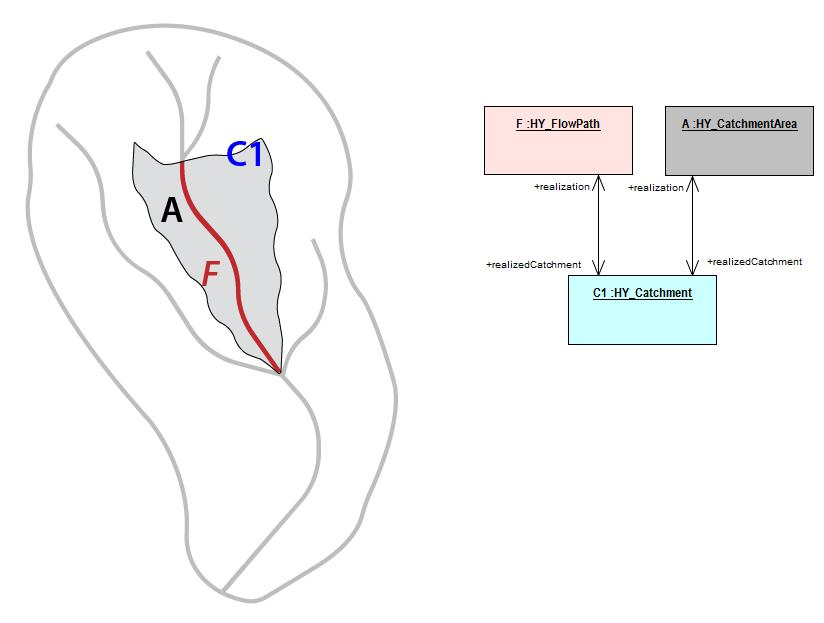 C1
A
F
F :HY_FlowPath
A :HY_CatchmentArea
+realization
+realization
+realizedCatchment
+realizedCatchment
C1 :HY_Catchment